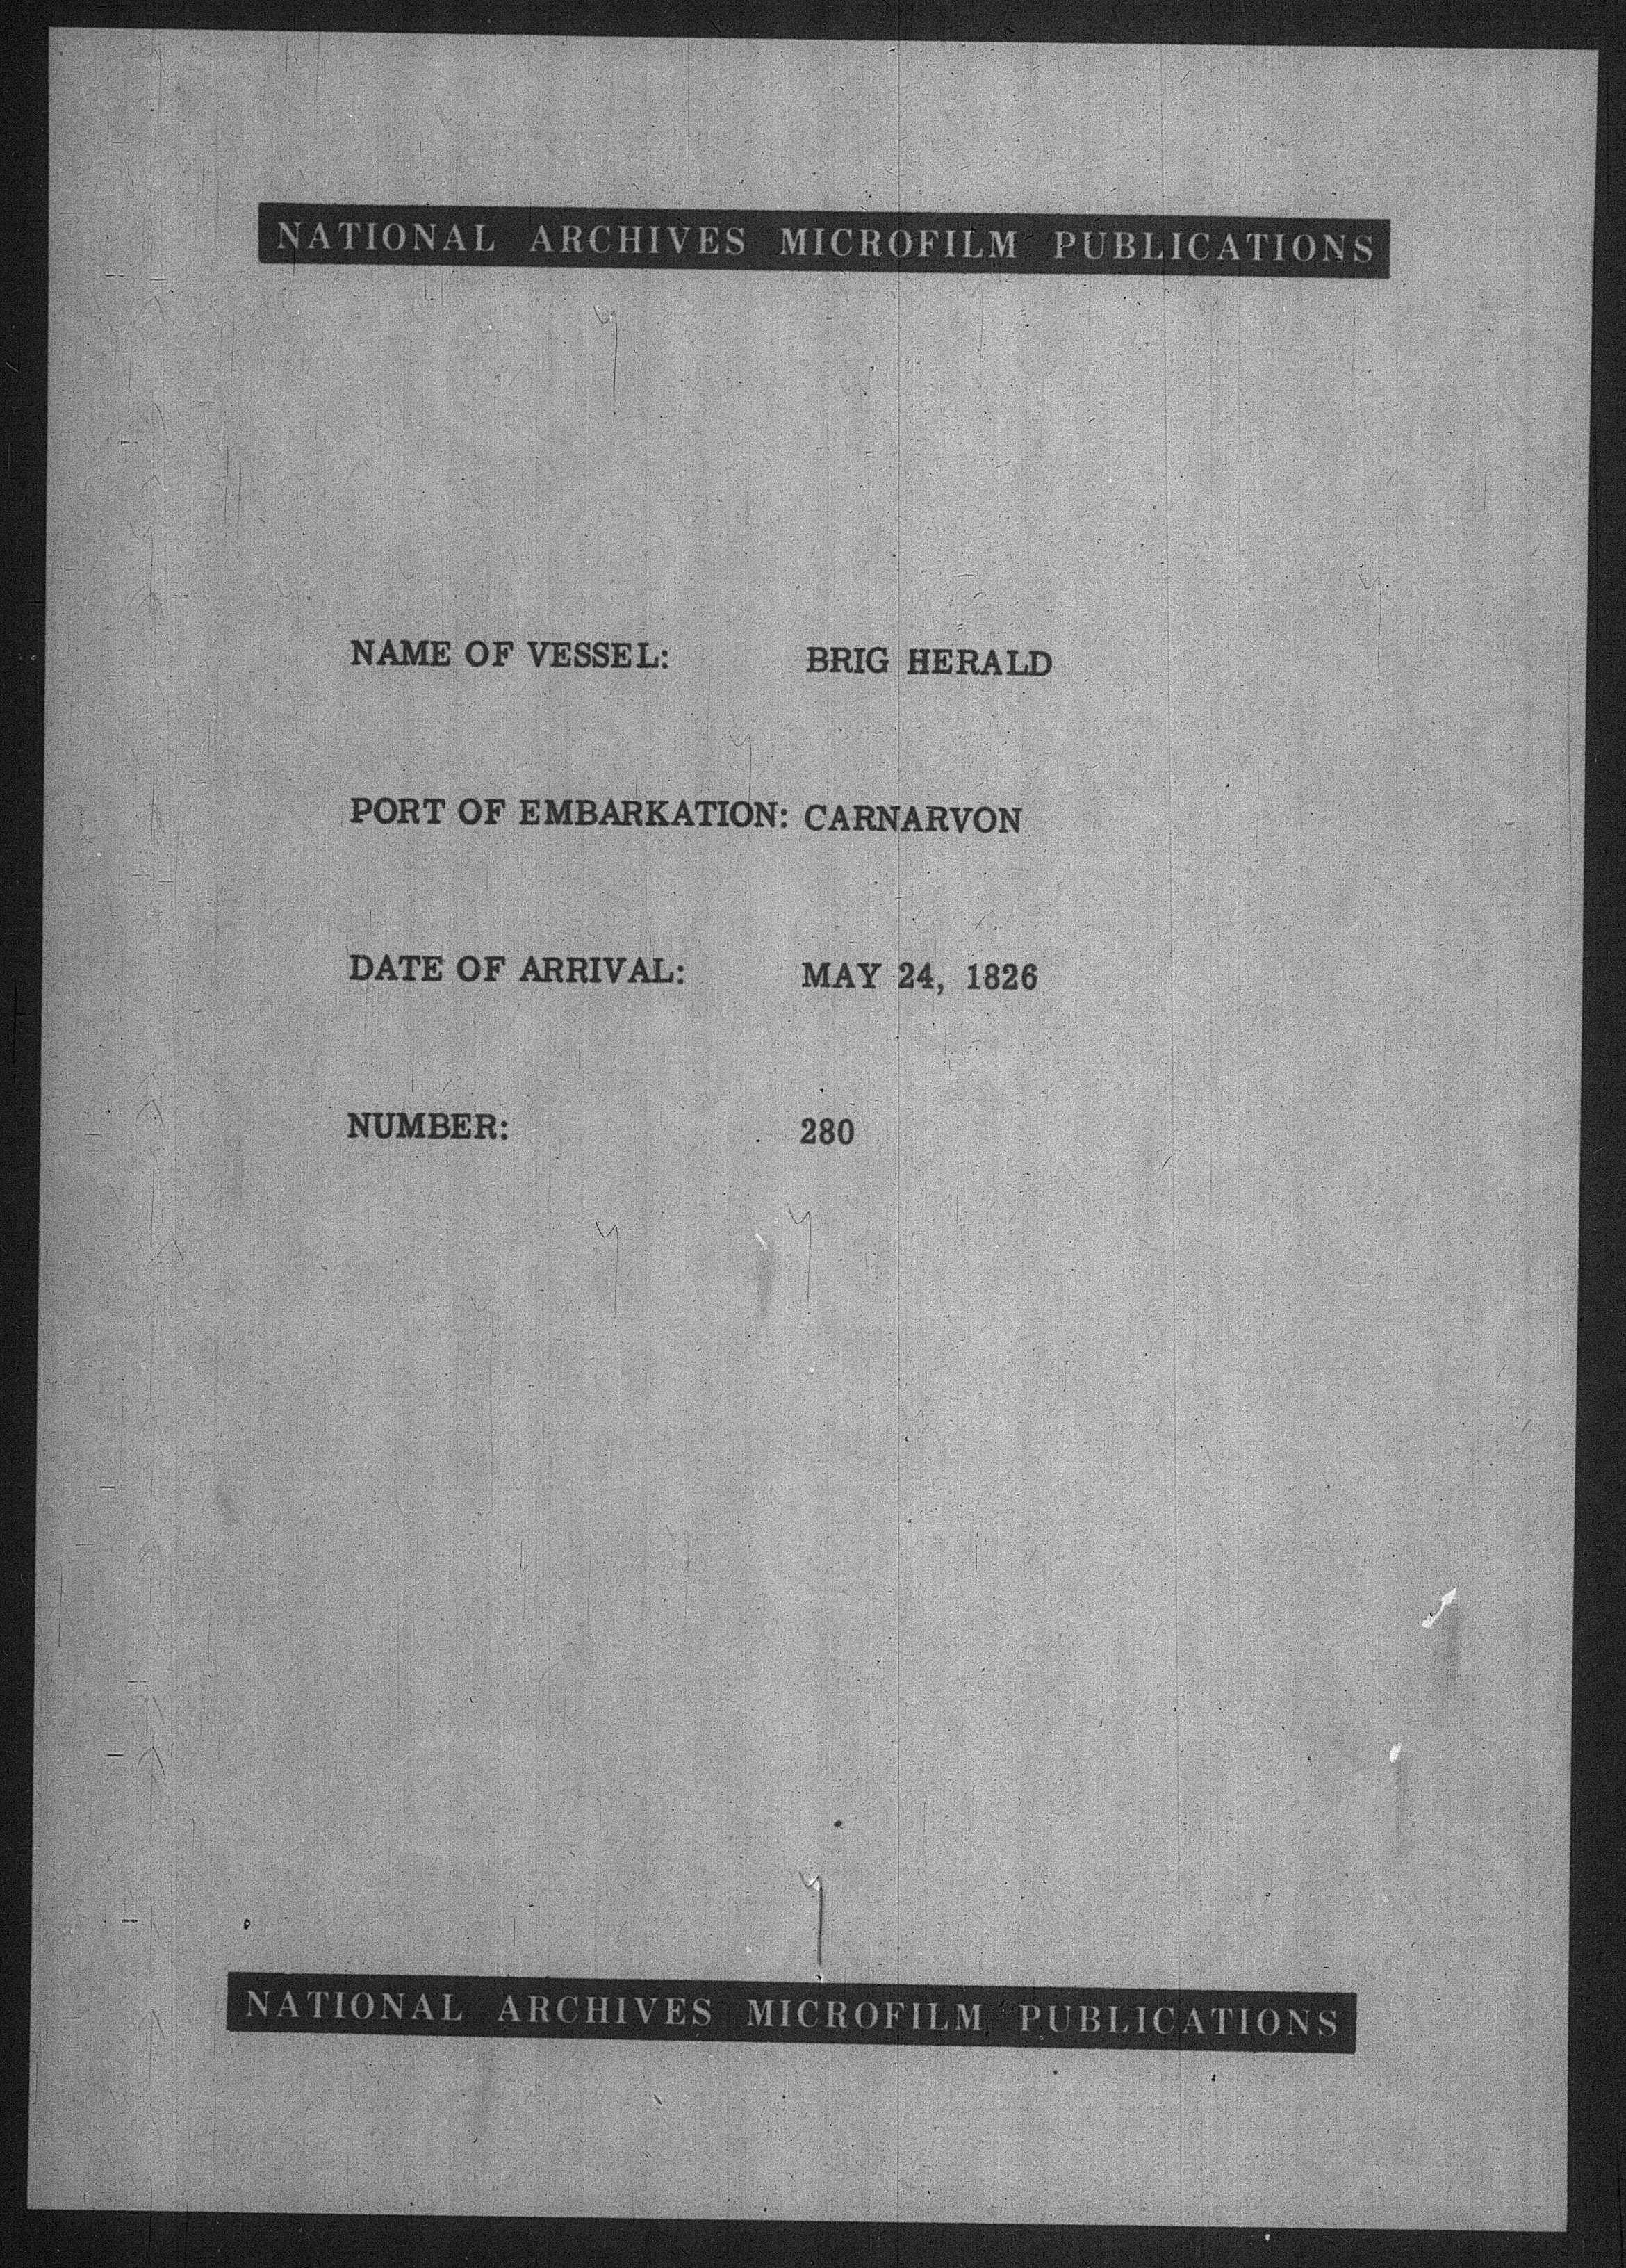 NATIONAL ARCHIVES MICROFILM PUBLICATIONS
NAME OF VESSEL: BRIG HERALD
PORT OF EMBARKATION: CARNARVON
DATE OF ARRIVAL: MAY 24, 1826
NUMBER: 280
NATIONAL ARCHIVES MICROFILM PUBLICATIONS